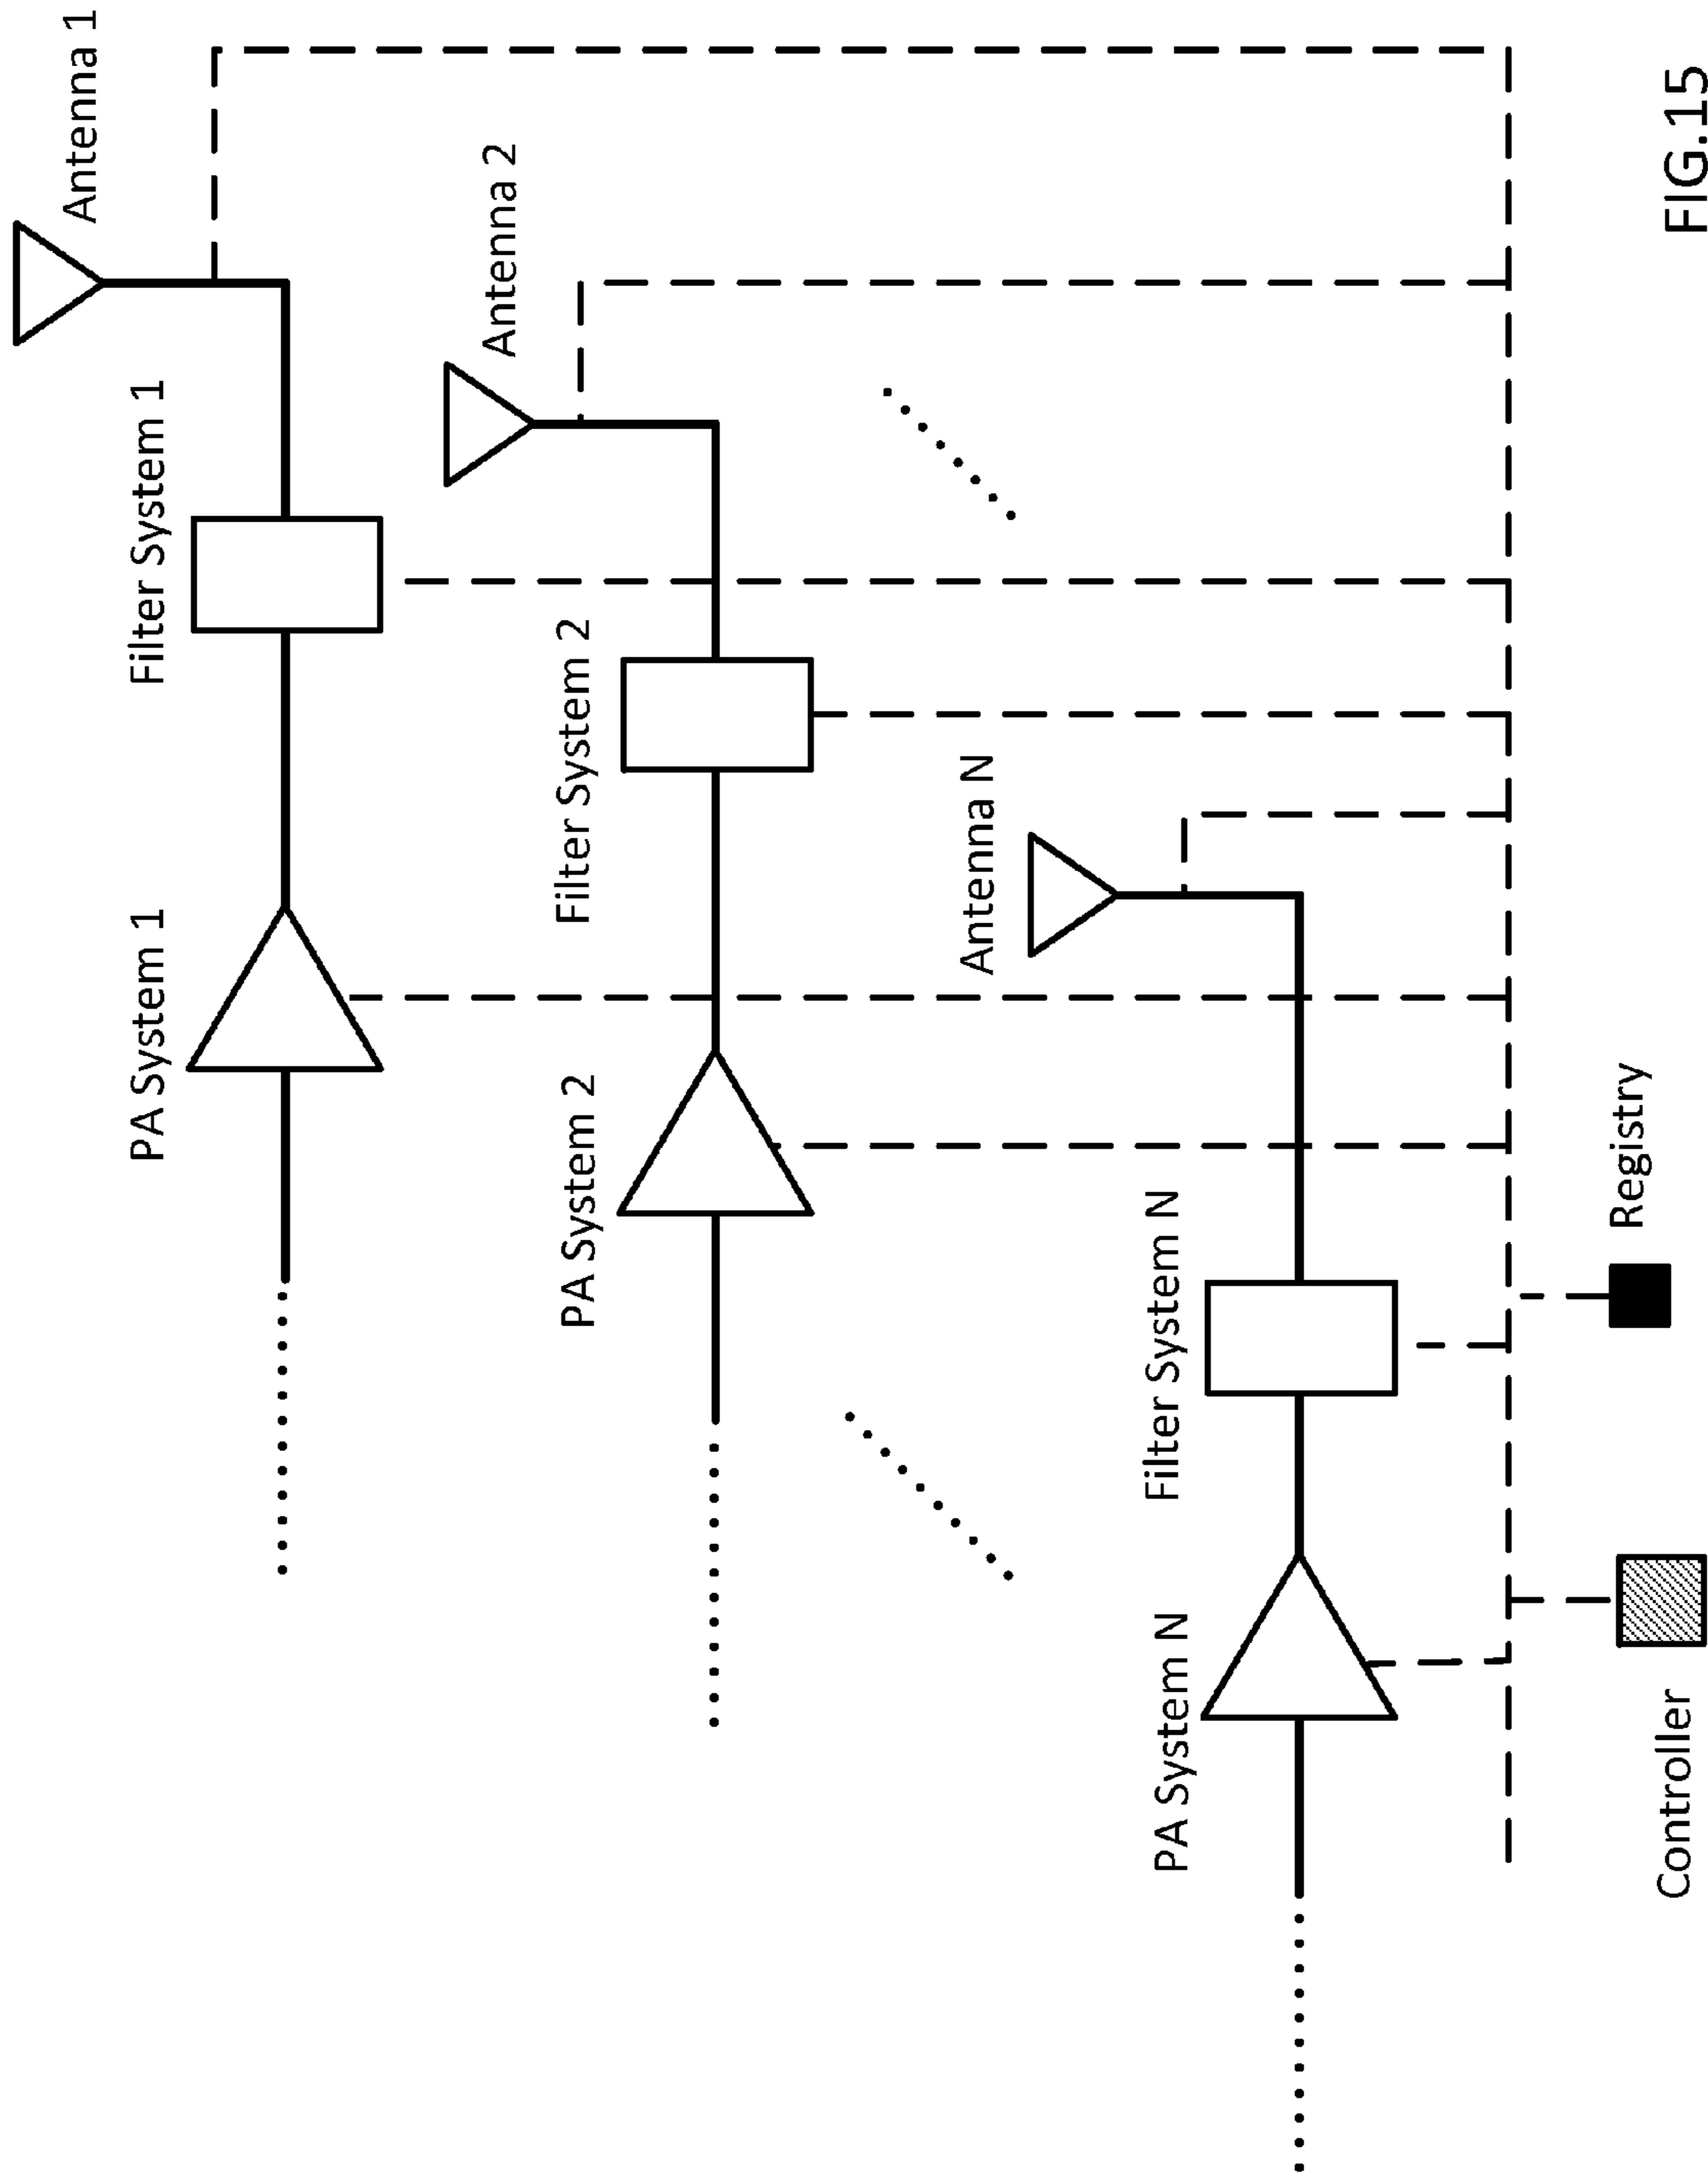 Antenna 1
Filter System 1
PA System 1
Antenna 2
Filter System 2
PA System 2
Antenna N
Filter System N
PA System N
Registry
Controller
FIG.15